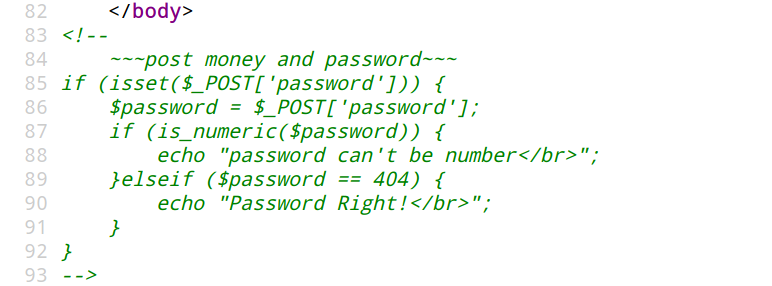 82     </body>
83 <!--
84     ~~~post money and password~~~
85 if (isset($_POST['password'])) {
86     $password = $_POST['password'];
87     if (is_numeric($password)) {
88         echo "password can't be number</br>";
89     }elseif ($password == 404) {
90         echo "Password Right!</br>";
91     }
92 }
93 -->